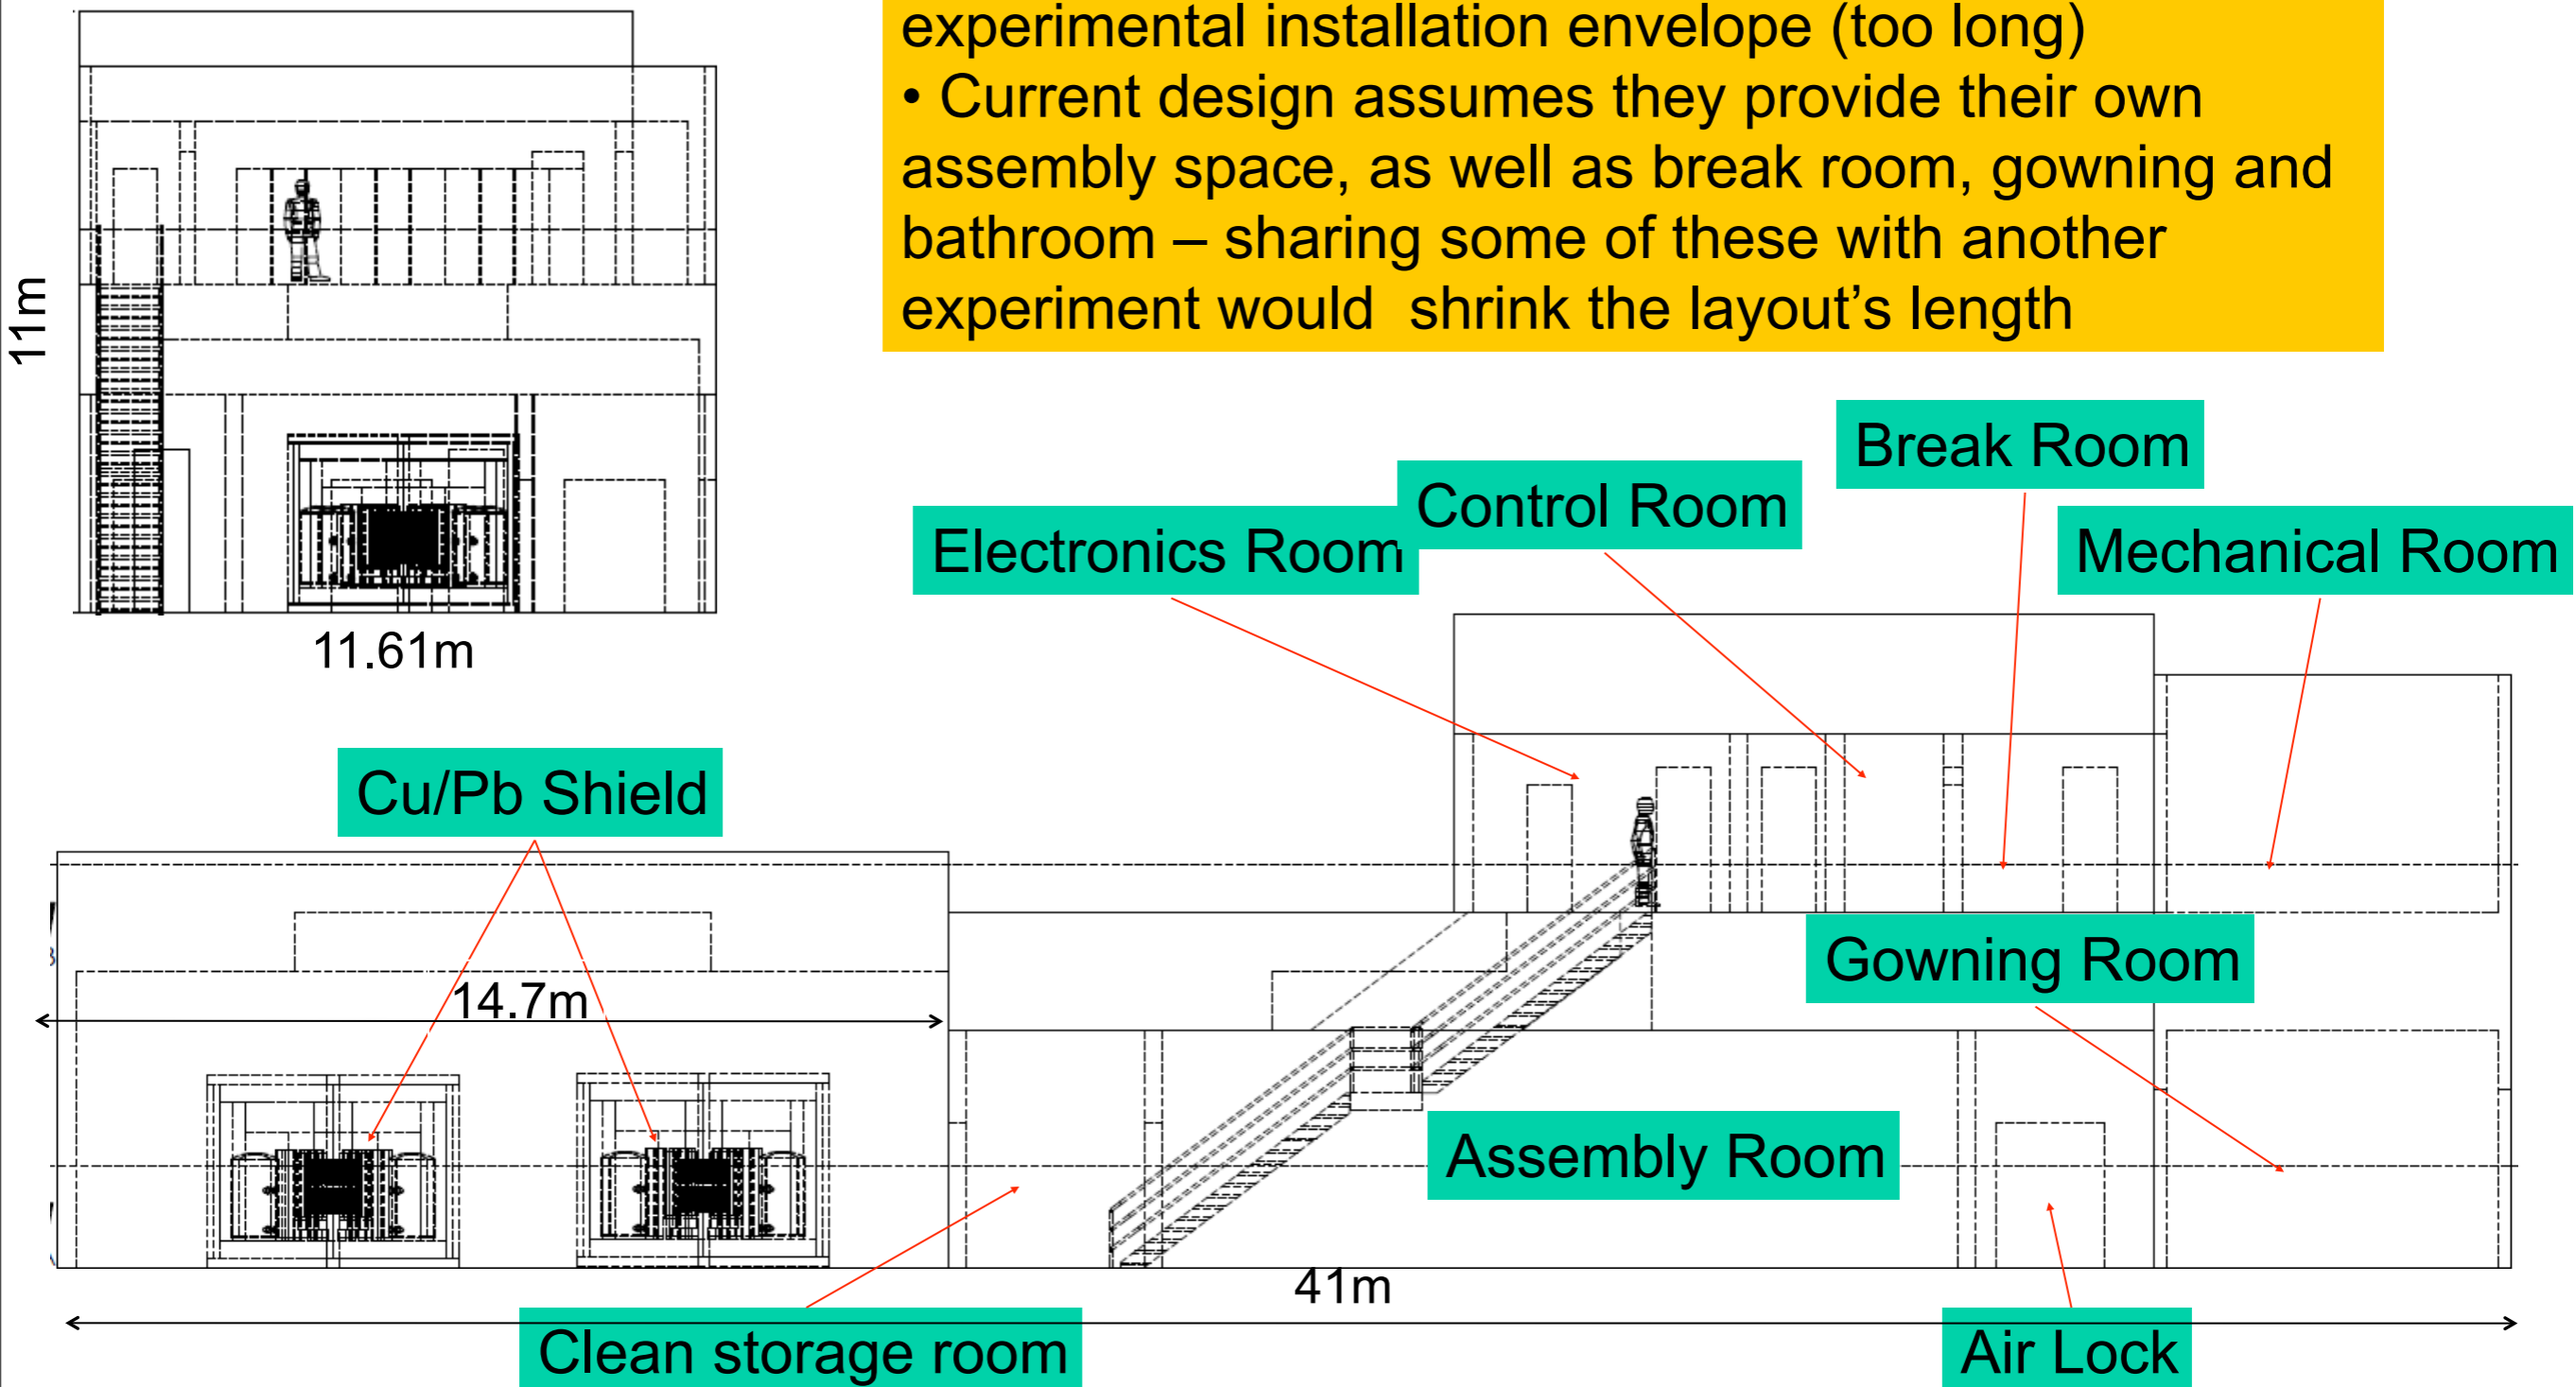 experimental installation envelope (too long)
• Current design assumes they provide their own
assembly space, as well as break room, gowning and
bathroom – sharing some of these with another
experiment would  shrink the layout’s length
11m
11.61m
Break Room
Control Room
Electronics Room
Mechanical Room
Cu/Pb Shield
Gowning Room
14.7m
Assembly Room
41m
Clean storage room
Air Lock